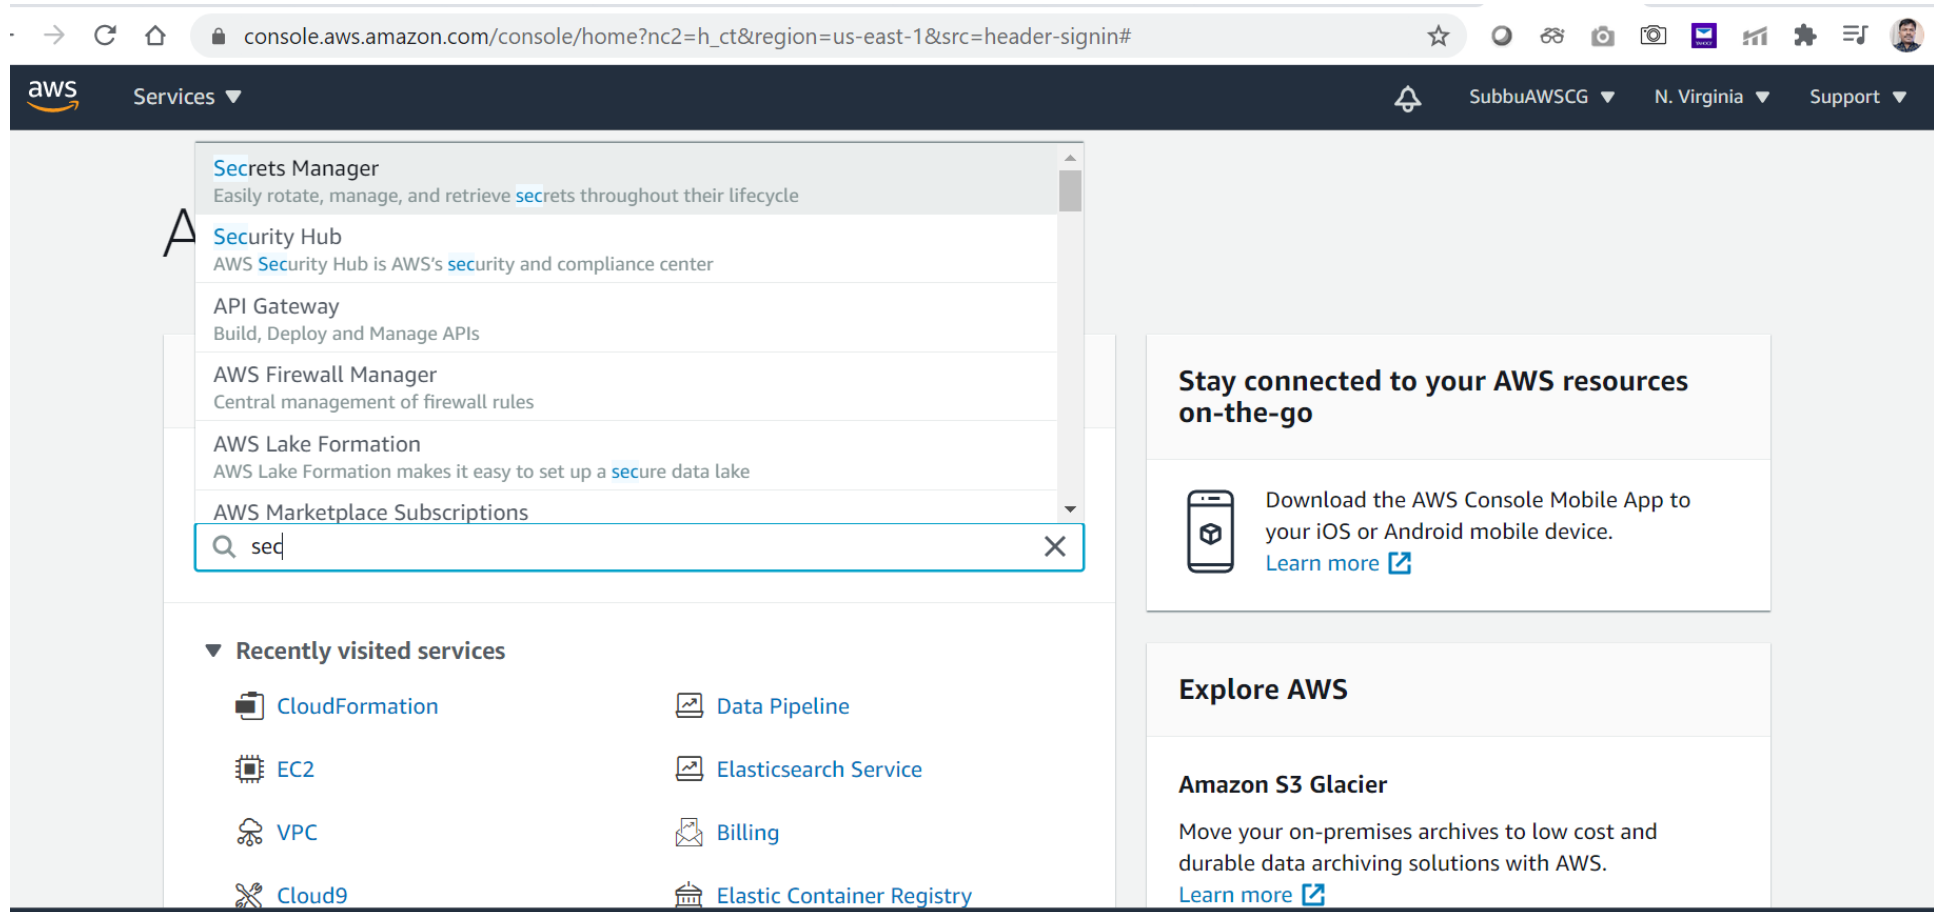 console.aws.amazon.com/console/home?nc2=h_ct&region=us-east-1&src=header-signin#
aws
Services
SubbuAWSCG
N. Virginia
Support
A
Secrets Manager
Easily rotate, manage, and retrieve secrets throughout their lifecycle
Security Hub
AWS Security Hub is AWS's security and compliance center
API Gateway
Build, Deploy and Manage APIs
AWS Firewall Manager
Central management of firewall rules
AWS Lake Formation
AWS Lake Formation makes it easy to set up a secure data lake
AWS Marketplace Subscriptions
sec
Recently visited services
CloudFormation
Data Pipeline
EC2
Elasticsearch Service
VPC
Billing
Cloud9
Elastic Container Registry
Stay connected to your AWS resources
on-the-go
Download the AWS Console Mobile App to
your iOS or Android mobile device.
Learn more
Explore AWS
Amazon S3 Glacier
Move your on-premises archives to low cost and
durable data archiving solutions with AWS.
Learn more